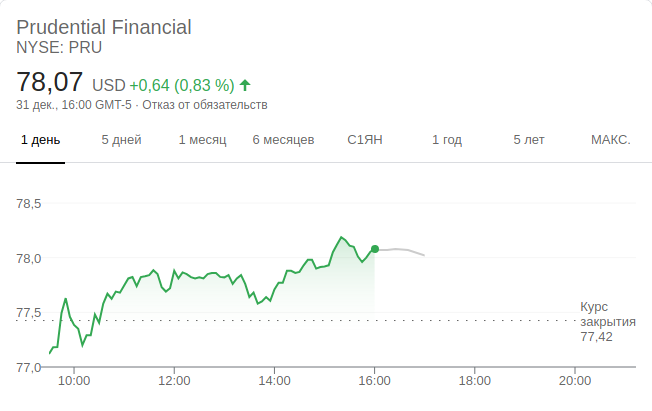 Prudential Financial
NYSE: PRU
78,07 USD +0,64 (0,83 %)
31 дек., 16:00 GMT-5 · Отказ от обязательств
1 день 5 дней 1 месяц 6 месяцев С1ЯН 1 год 5 лет МАКС.
78,5
78,0
77,5
77,0
Курс
закрытия
77,42
10:00 12:00 14:00 16:00 18:00 20:00